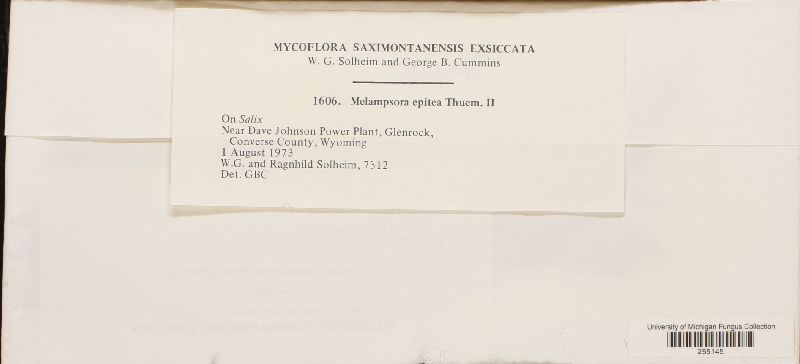 MYCOFLORA SAXIMONTANENSIS EXSICCATA
W. G. Solheim and George B. Cummins
1606. Melampsora epitea Thuem. II
On Salix
Near Dave Johnson Power Plant, Glenrock,
Converse County, Wyoming
1 August 1973
W.G. and Ragnhild Solheim, 7312
Det. GBC
University of Michigan Fungus Collection
255145